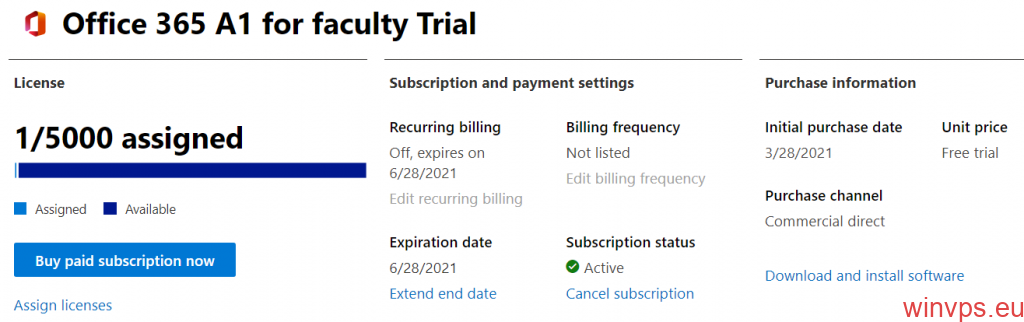 Office 365 A1 for faculty Trial
License
1/5000 assigned
Assigned
Available
Buy paid subscription now
Assign licenses
Subscription and payment settings
Recurring billing
Off, expires on
6/28/2021
Edit recurring billing
Billing frequency
Not listed
Edit billing frequency
Expiration date
6/28/2021
Extend end date
Subscription status
Active
Cancel subscription
Purchase information
Initial purchase date
3/28/2021
Unit price
Free trial
Purchase channel
Commercial direct
Download and install software
winvps.eu